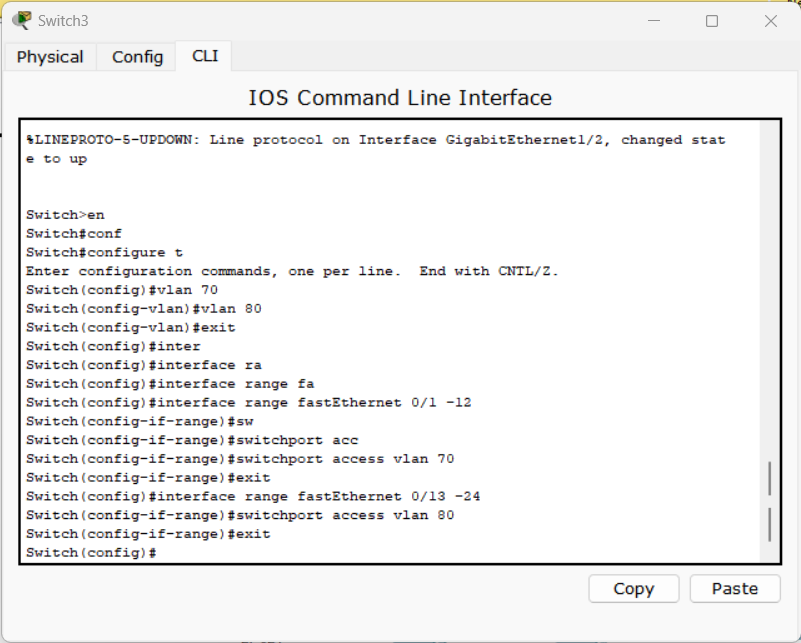 Switch3
Physical Config CLI
IOS Command Line Interface
%LINEPROTO-5-UPDOWN: Line protocol on Interface GigabitEthernet1/2, changed stat
e to up
Switch>en
Switch#conf
Switch#configure t
Enter configuration commands, one per line.  End with CNTL/Z.
Switch(config)#vlan 70
Switch(config-vlan)#vlan 80
Switch(config-vlan)#exit
Switch(config)#inter
Switch(config)#interface ra
Switch(config)#interface range fa
Switch(config)#interface range fastEthernet 0/1 -12
Switch(config-if-range)#sw
Switch(config-if-range)#switchport acc
Switch(config-if-range)#switchport access vlan 70
Switch(config-if-range)#exit
Switch(config)#interface range fastEthernet 0/13 -24
Switch(config-if-range)#switchport access vlan 80
Switch(config-if-range)#exit
Switch(config)#
Copy Paste